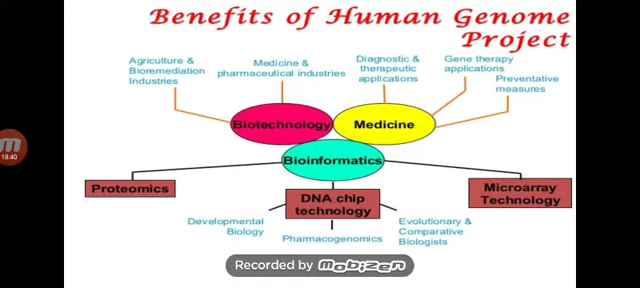 Benefits of Human Genome
Project
Agriculture &
Bioremediation
Industries
Medicine &
pharmaceutical industries
Diagnostic &
therapeutic
applications
Gene therapy
applications
Preventative
measures
Biotechnology
Medicine
Bioinformatics
18:40
Proteomics
DNA chip
technology
Microarray
Technology
Developmental
Biology
Pharmacogenomics
Evolutionary &
Comparative
Biologists
Recorded by mobizen